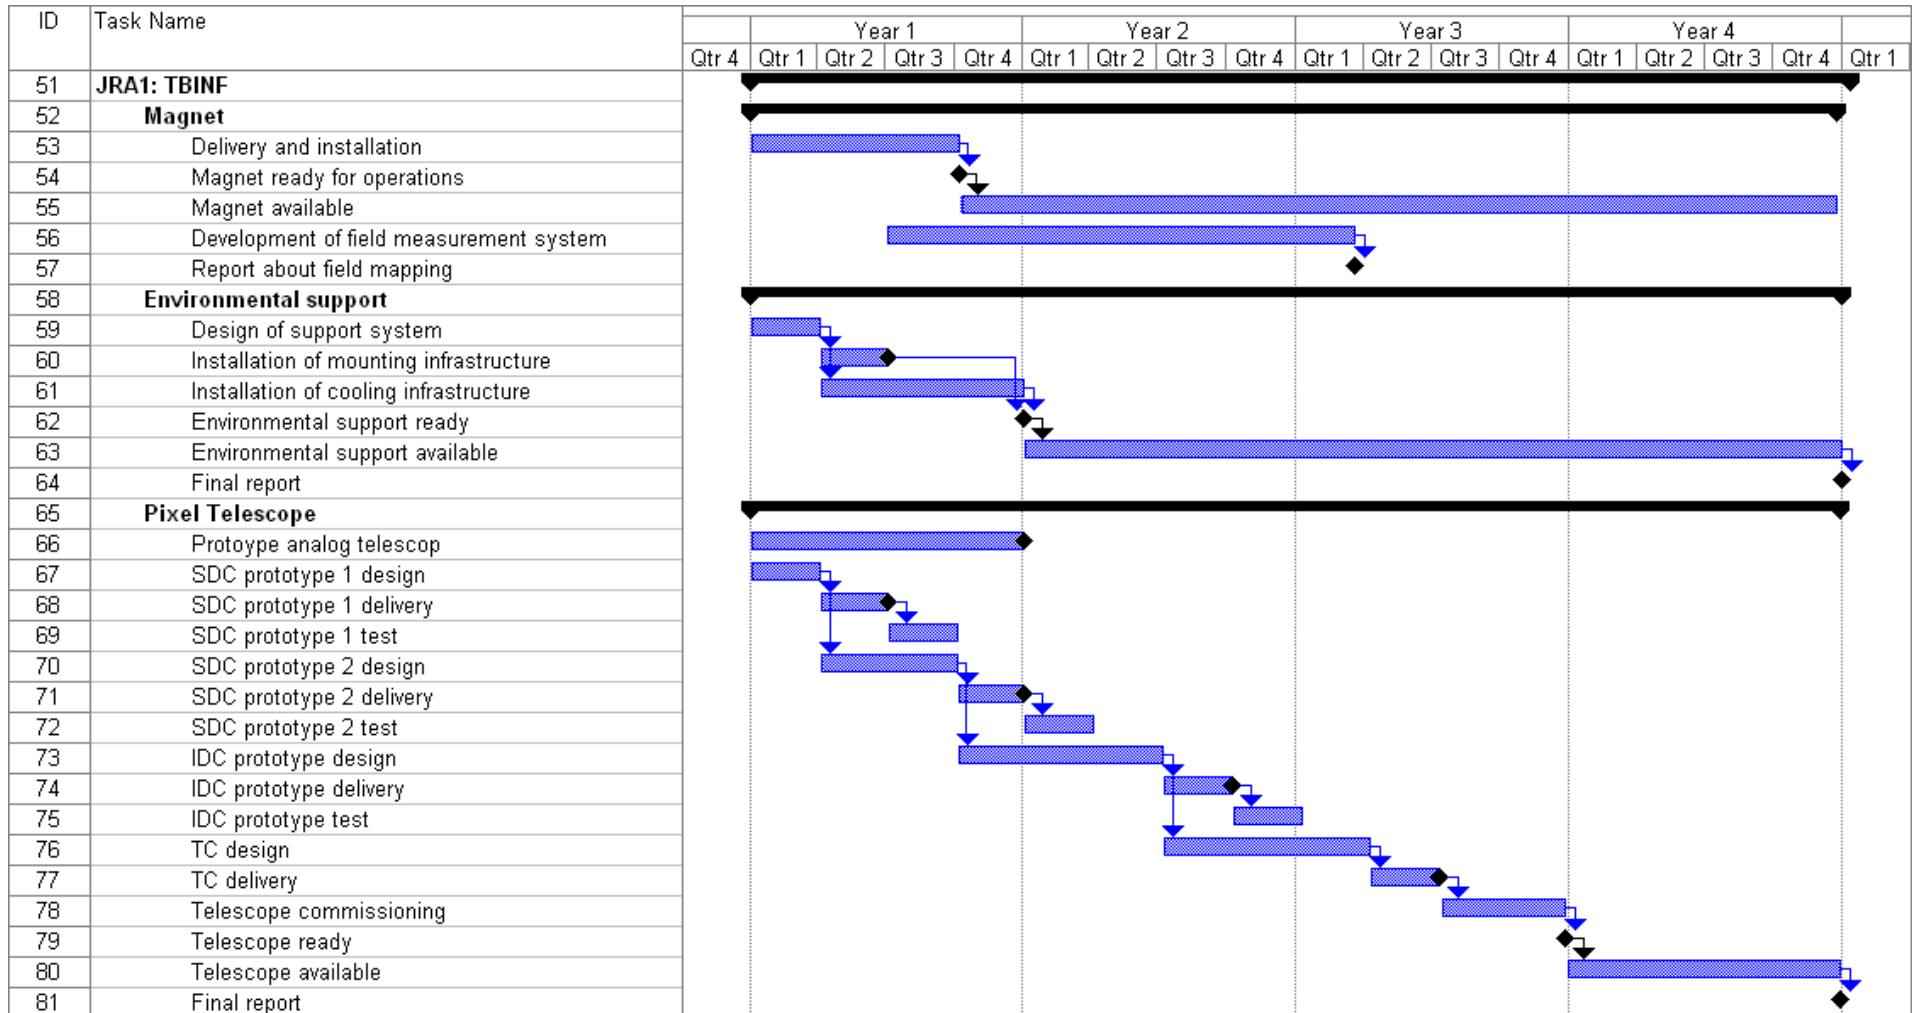 ID Task Name
Year 1 Year 2 Year 3 Year 4
Qtr 4 Qtr 1 Qtr 2 Qtr 3 Qtr 4 Qtr 1 Qtr 2 Qtr 3 Qtr 4 Qtr 1 Qtr 2 Qtr 3 Qtr 4 Qtr 1 Qtr 2 Qtr 3 Qtr 4 Qtr 1
51 JRA1: TBINF
52 Magnet
53 Delivery and installation
54 Magnet ready for operations
55 Magnet available
56 Development of field measurement system
57 Report about field mapping
58 Environmental support
59 Design of support system
60 Installation of mounting infrastructure
61 Installation of cooling infrastructure
62 Environmental support ready
63 Environmental support available
64 Final report
65 Pixel Telescope
66 Protoype analog telescop
67 SDC prototype 1 design
68 SDC prototype 1 delivery
69 SDC prototype 1 test
70 SDC prototype 2 design
71 SDC prototype 2 delivery
72 SDC prototype 2 test
73 IDC prototype design
74 IDC prototype delivery
75 IDC prototype test
76 TC design
77 TC delivery
78 Telescope commissioning
79 Telescope ready
80 Telescope available
81 Final report